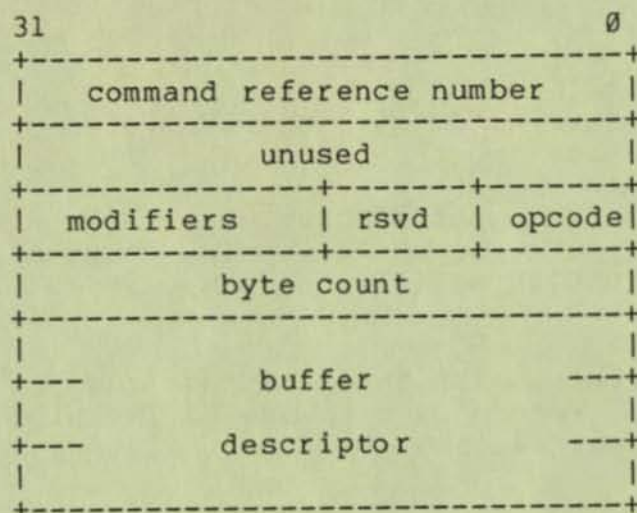 31 0
+-------------------------------+
| command reference number |
+-------------------------------+
| unused |
+---------------+-------+-------+
| modifiers | rsvd | opcode|
+---------------+-------+-------+
| byte count |
+-------------------------------+
| |
+--- buffer ---+
| |
+--- descriptor ---+
| |
+-------------------------------+